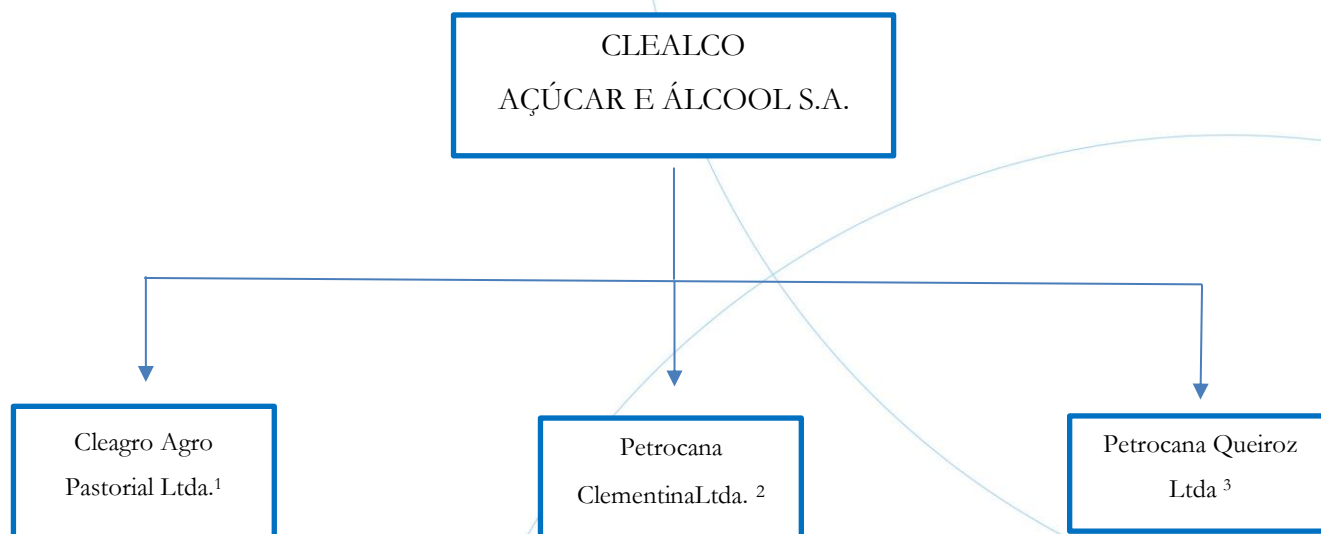 CLEALCO
AÇÚCAR E ÁLCOOL S.A.
Cleagro Agro
Pastorial Ltda.¹
Petrocana
ClementinaLtda. ²
Petrocana Queiroz
Ltda ³